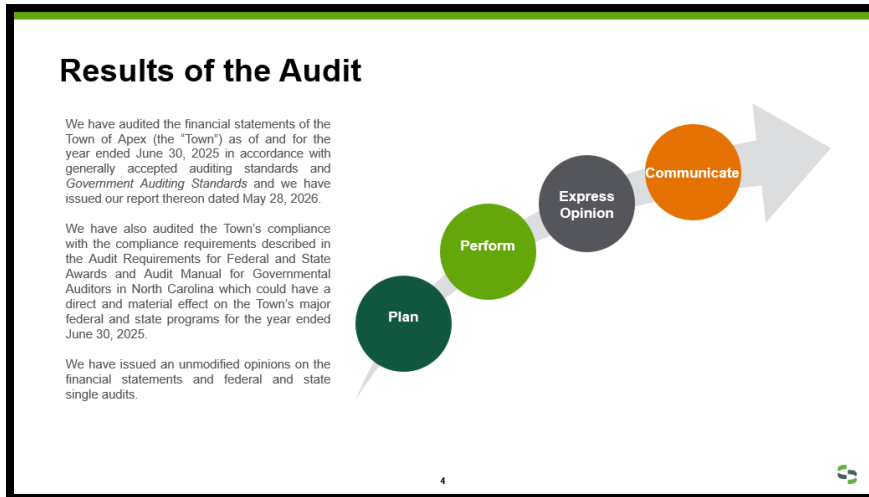 Results of the Audit
We have audited the financial statements of the
Town of Apex (the “Town”) as of and for the
year ended June 30, 2025 in accordance with
generally accepted auditing standards and
Government Auditing Standards and we have
issued our report thereon dated May 28, 2026.
We have also audited the Town’s compliance
with the compliance requirements described in
the Audit Requirements for Federal and State
Awards and Audit Manual for Governmental
Auditors in North Carolina which could have a
direct and material effect on the Town’s major
federal and state programs for the year ended
June 30, 2025.
We have issued an unmodified opinions on the
financial statements and federal and state
single audits.
Plan
Perform
Express
Opinion
Communicate
4